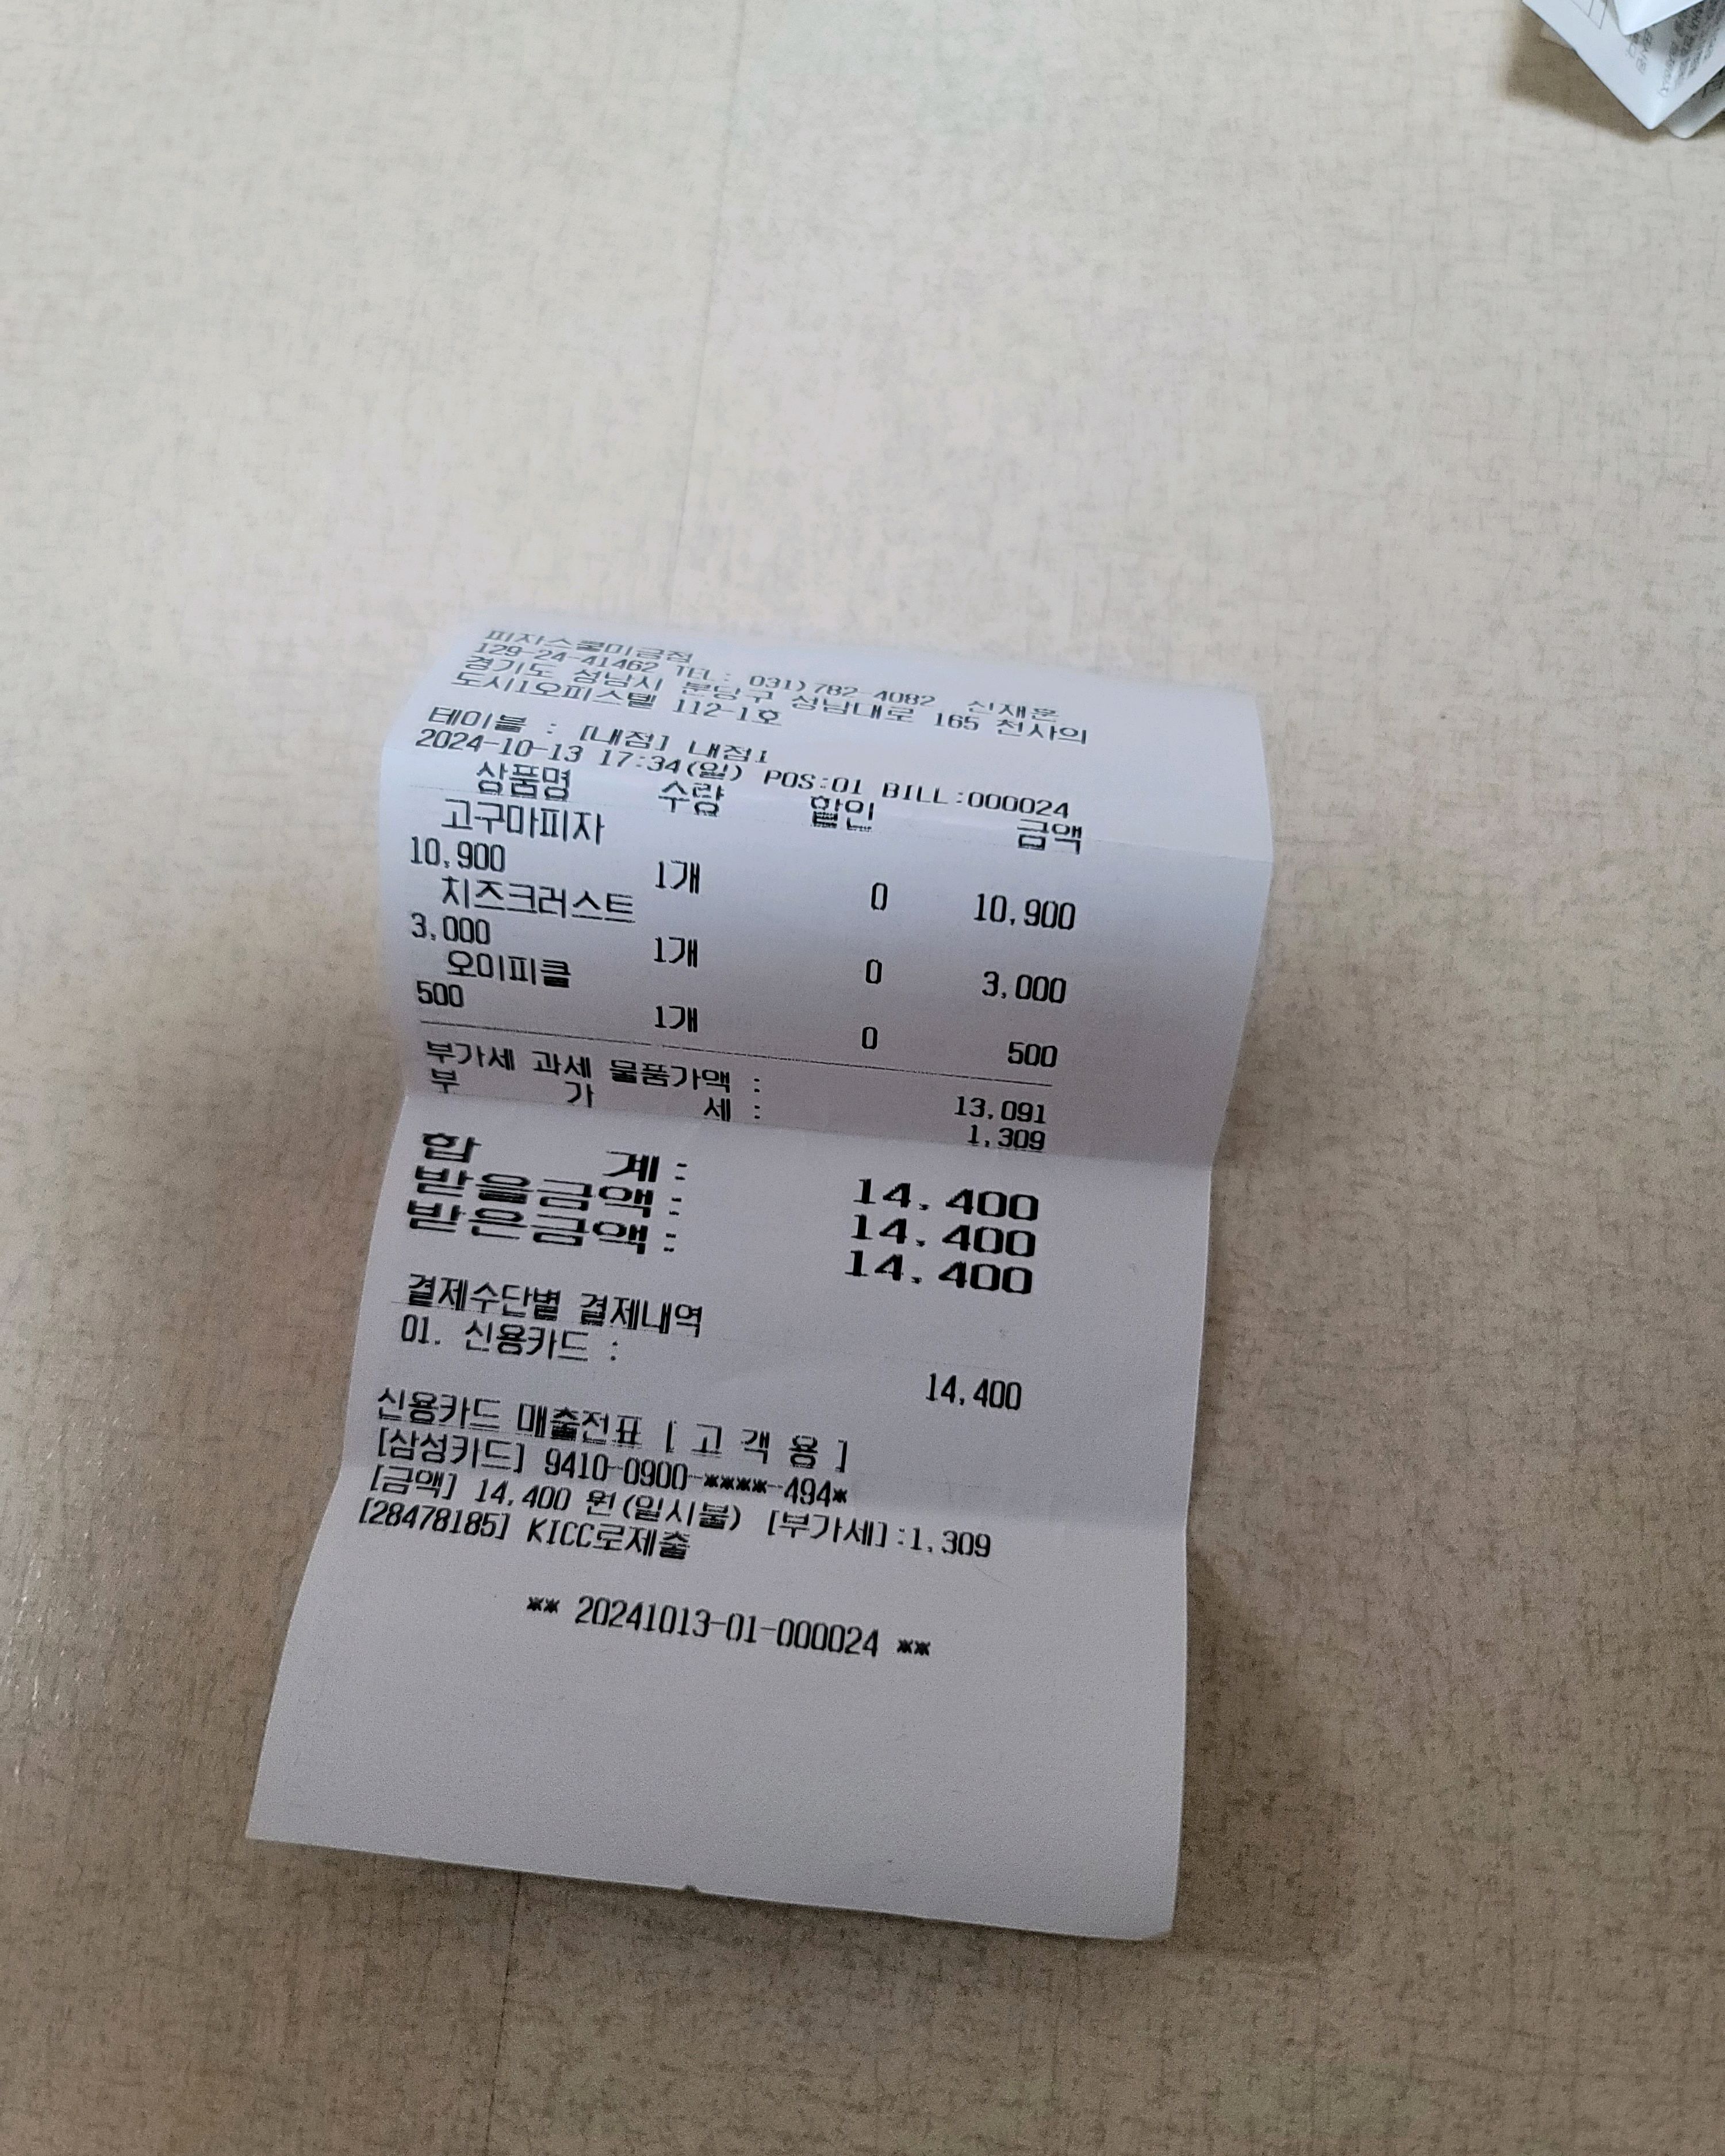 피자스쿨미금점
129-24-41462 TEL: 031)782-4082 신재훈
경기도 성남시 분당구 성남대로 165 천사의
도시1오피스텔 112-1호
테이블 : [내점] 내점1
2024-10-13 17:34(일) POS:01 BILL:000024
상품명 수량 할인 금액
고구마피자
10,900 1개 0 10,900
치즈크러스트
3,000 1개 0 3,000
오이피클
500 1개 0 500
부가세 과세 물품가액 : 13,091
부 가 세 : 1,309
합 계 : 14,400
받을금액 : 14,400
받은금액 : 14,400
결제수단별 결제내역
01. 신용카드 : 14,400
신용카드 매출전표 [ 고 객 용 ]
[삼성카드] 9410-0900-****-494*
[금액] 14,400 원(일시불) [부가세]:1,309
[28478185] KICC로제출
** 20241013-01-000024 **